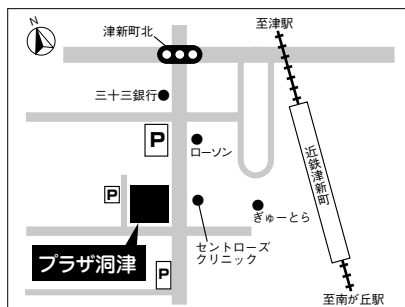 N
津新町北
至津駅
三十三銀行
P
ローソン
近鉄津新町
P
ぎゅーとら
セントローズ
クリニック
プラザ洞津
P
至南が丘駅